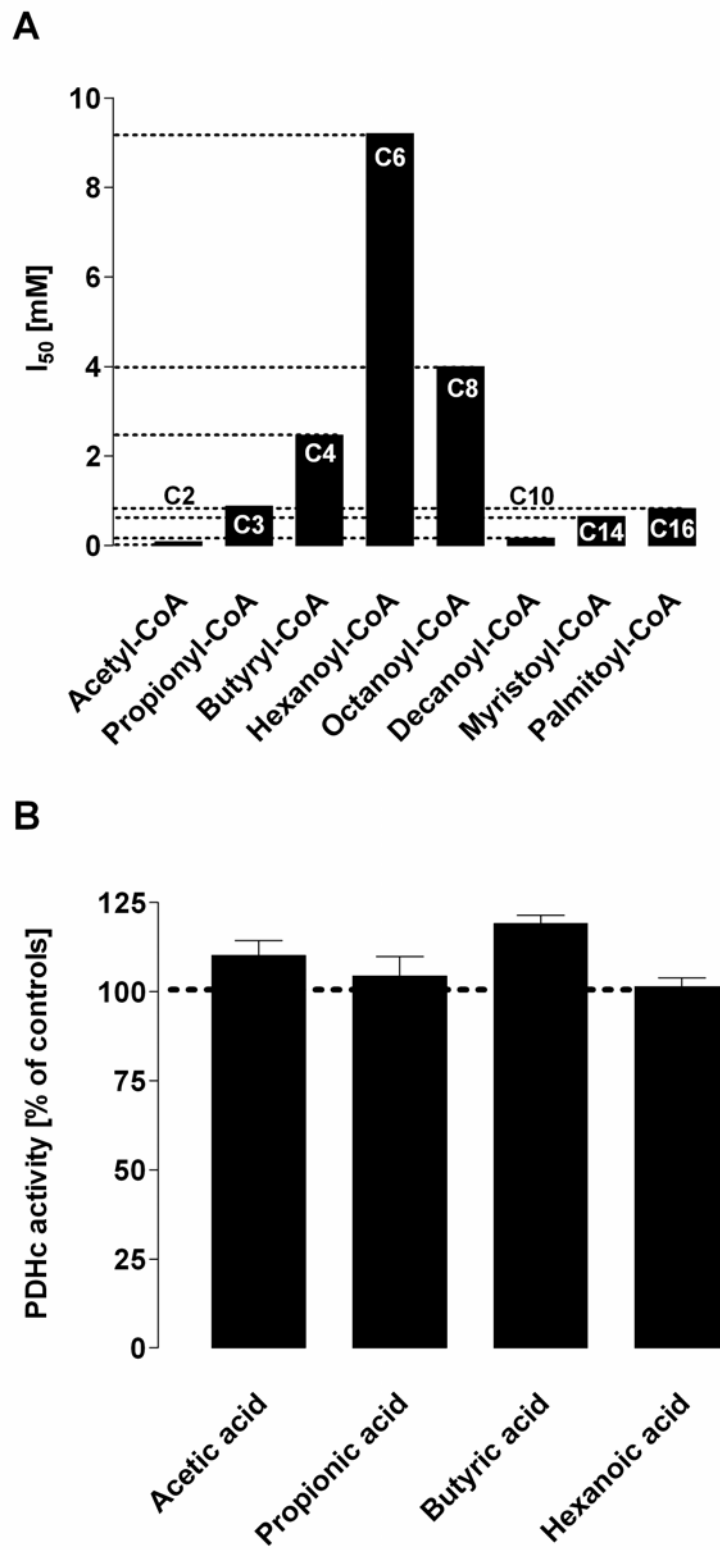 A
10
8
6
4
2
0
I50 [mM]
C2
C3
C4
C6
C8
C10
C14
C16
Acetyl-CoA
Propionyl-CoA
Butyryl-CoA
Hexanoyl-CoA
Octanoyl-CoA
Decanoyl-CoA
Myristoyl-CoA
Palmitoyl-CoA
B
125
100
75
50
25
0
PDHc activity [% of controls]
Acetic acid
Propionic acid
Butyric acid
Hexanoic acid